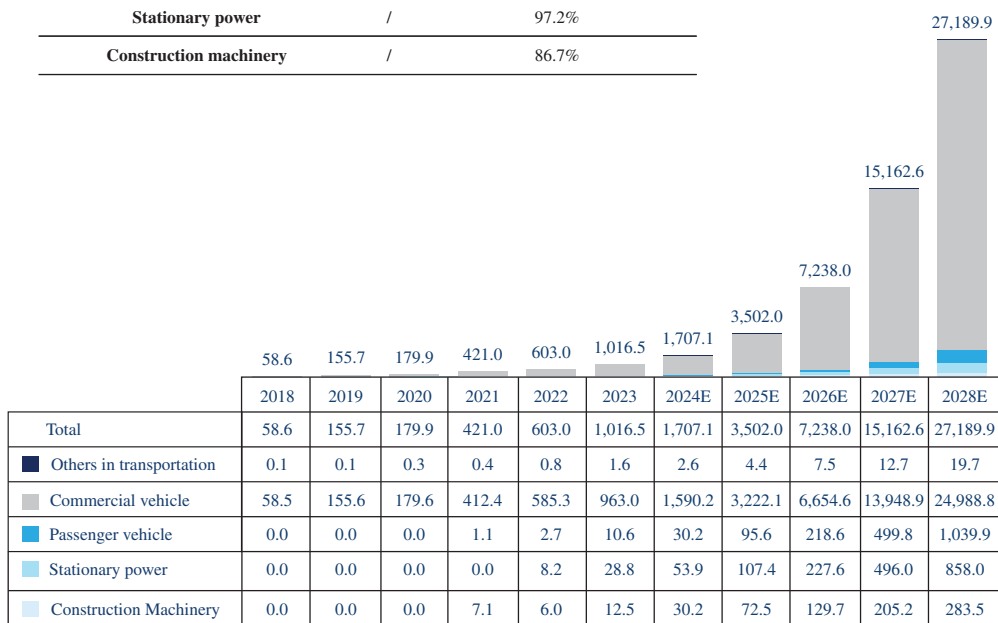 Stationary power / 97.2%
Construction machinery / 86.7%
27,189.9
15,162.6
7,238.0
3,502.0
1,707.1
1,016.5
603.0
421.0
179.9
155.7
58.6
2018 2019 2020 2021 2022 2023 2024E 2025E 2026E 2027E 2028E
Total 58.6 155.7 179.9 421.0 603.0 1,016.5 1,707.1 3,502.0 7,238.0 15,162.6 27,189.9
Others in transportation 0.1 0.1 0.3 0.4 0.8 1.6 2.6 4.4 7.5 12.7 19.7
Commercial vehicle 58.5 155.6 179.6 412.4 585.3 963.0 1,590.2 3,222.1 6,654.6 13,948.9 24,988.8
Passenger vehicle 0.0 0.0 0.0 1.1 2.7 10.6 30.2 95.6 218.6 499.8 1,039.9
Stationary power 0.0 0.0 0.0 0.0 8.2 28.8 53.9 107.4 227.6 496.0 858.0
Construction Machinery 0.0 0.0 0.0 7.1 6.0 12.5 30.2 72.5 129.7 205.2 283.5